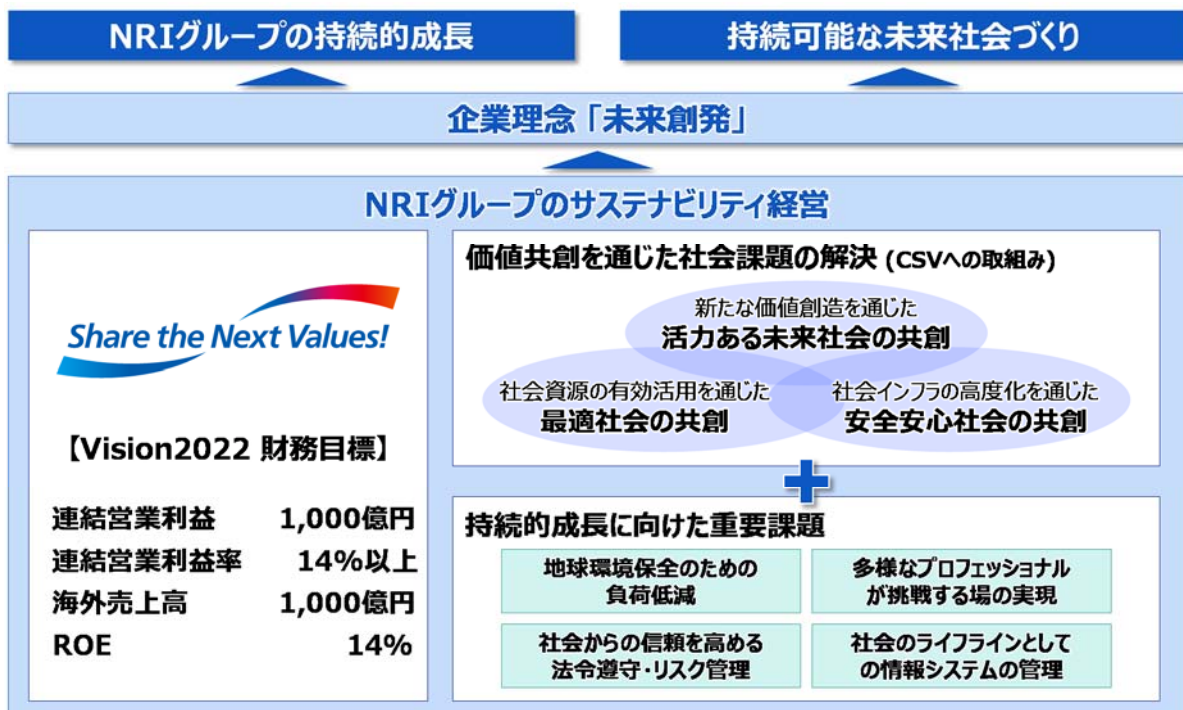 NRIグループの持続的成長
持続可能な未来社会づくり
企業理念「未来創発」
NRIグループのサステナビリティ経営
Share the Next Values!
【Vision2022 財務目標】
連結営業利益 1,000億円
連結営業利益率 14%以上
海外売上高 1,000億円
ROE 14%
価値共創を通じた社会課題の解決 (CSVへの取組み)
新たな価値創造を通じた
活力ある未来社会の共創
社会資源の有効活用を通じた
最適社会の共創
社会インフラの高度化を通じた
安全安心社会の共創
持続的成長に向けた重要課題
地球環境保全のための
負荷低減
多様なプロフェッショナル
が挑戦する場の実現
社会からの信頼を高める
法令遵守・リスク管理
社会のライフラインとして
の情報システムの管理